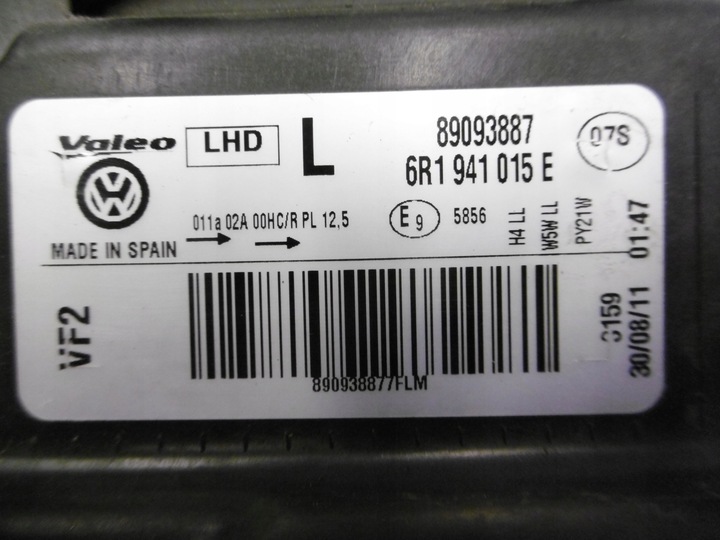 Valeo
LHD
L
89093887
6R1 941 015 E
07S
011a 02A 00HC/R PL 12,5
E9
5856
H4 LL
W5W LL
PY21W
MADE IN SPAIN
VF2
890938877FLM
30/08/11 01:47